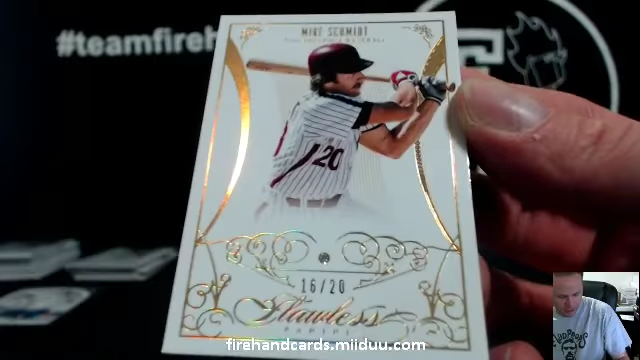 #teamfireh
MIKE SCHMIDT
20
16/20
Flawless
PANINI
firehandcards.miiduu.com